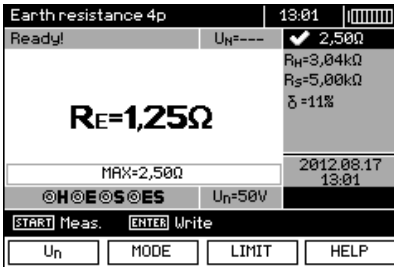 Earth resistance 4p 13:01
Ready! UN=--- ✔ 2,50Ω
RH=3,04kΩ
RS=5,00kΩ
δ=11%
RE=1,25Ω
MAX=2,50Ω
2012.08.17
13:01
◎H◎E◎S◎ES Un=50V
START Meas. ENTER Write
Un MODE LIMIT HELP